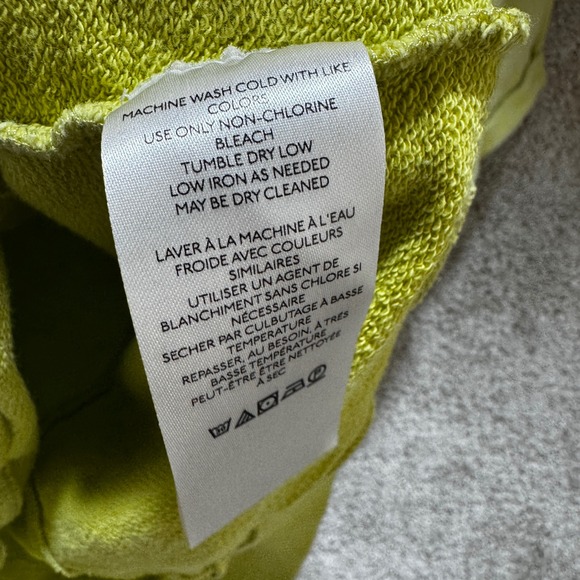 MACHINE WASH COLD WITH LIKE
COLORS
USE ONLY NON-CHLORINE
BLEACH
TUMBLE DRY LOW
LOW IRON AS NEEDED
MAY BE DRY CLEANED
LAVER À LA MACHINE À L'EAU
FROIDE AVEC COULEURS
SIMILAIRES
UTILISER UN AGENT DE
BLANCHIMENT SANS CHLORE SI
NÉCESSAIRE
SECHER PAR CULBUTAGE À BASSE
TEMPERATURE
REPASSER, AU BESOIN, À TRÉS
BASSE TEMPÉRATURE
PEUT-ÊTRE ÊTRE NETTOYÉE
À SEC